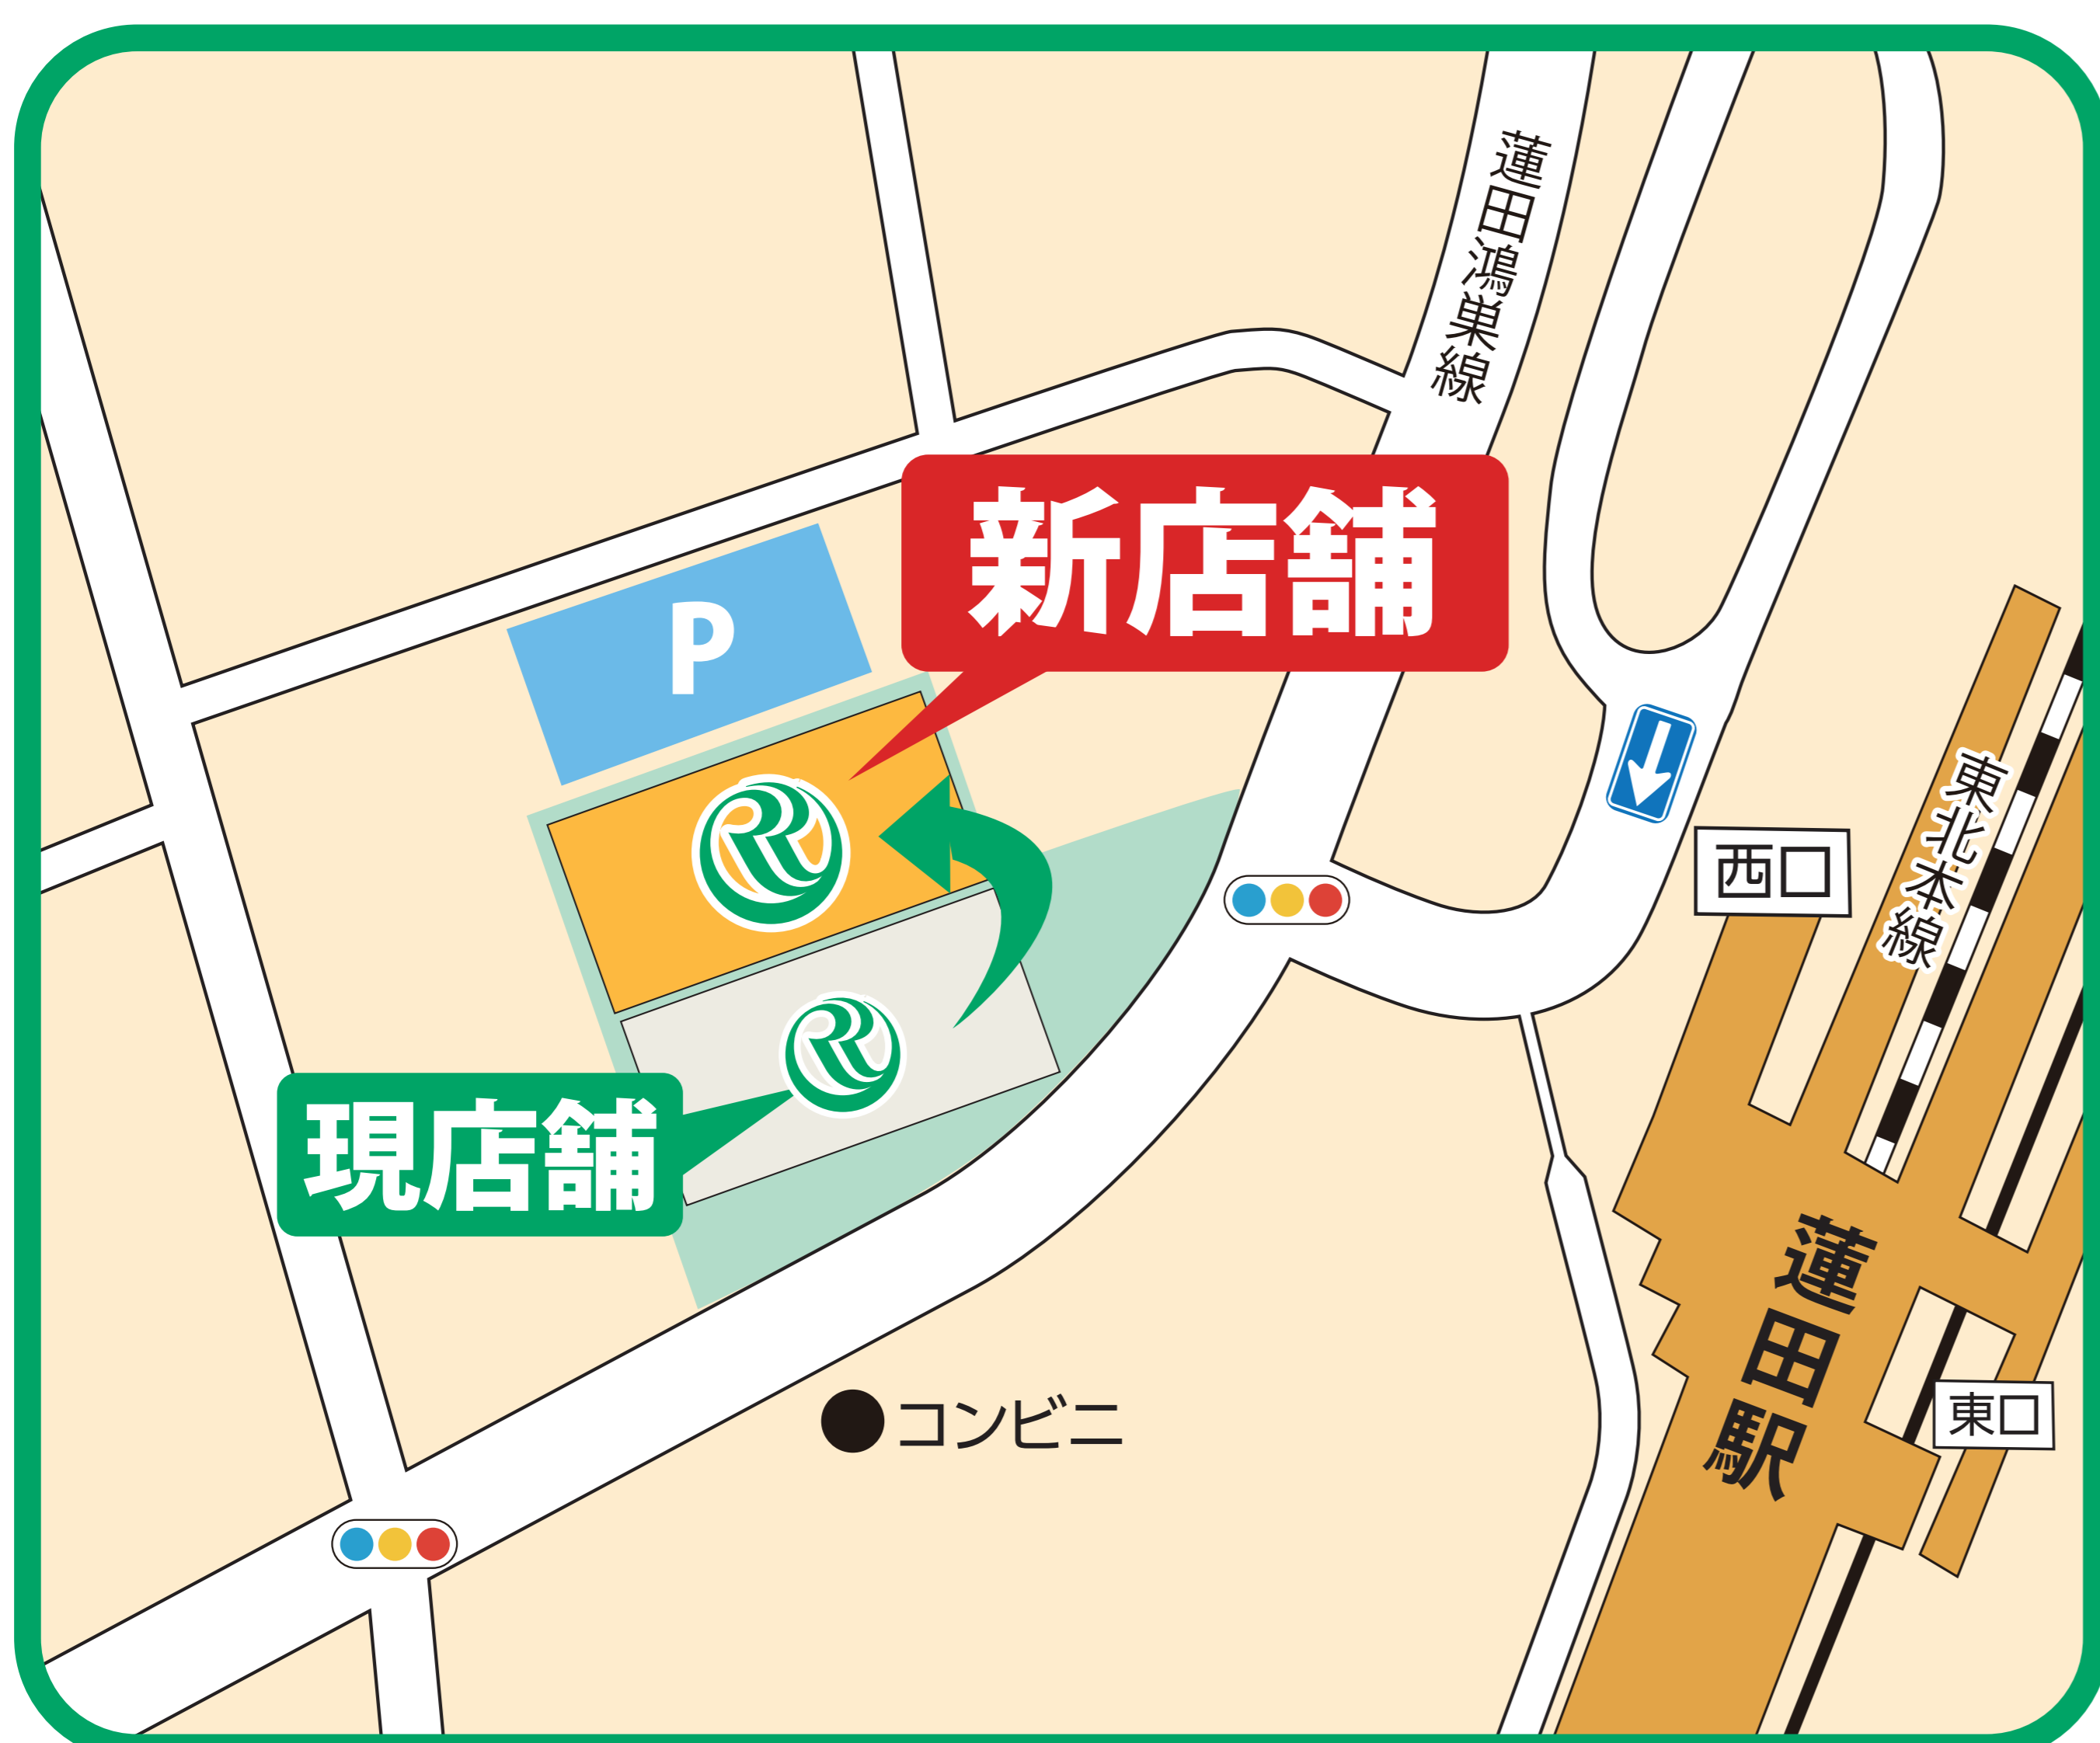 蓮田鴻巣線
新店舗
P
西口
東北本線
現店舗
蓮田駅
東口
コンビニ